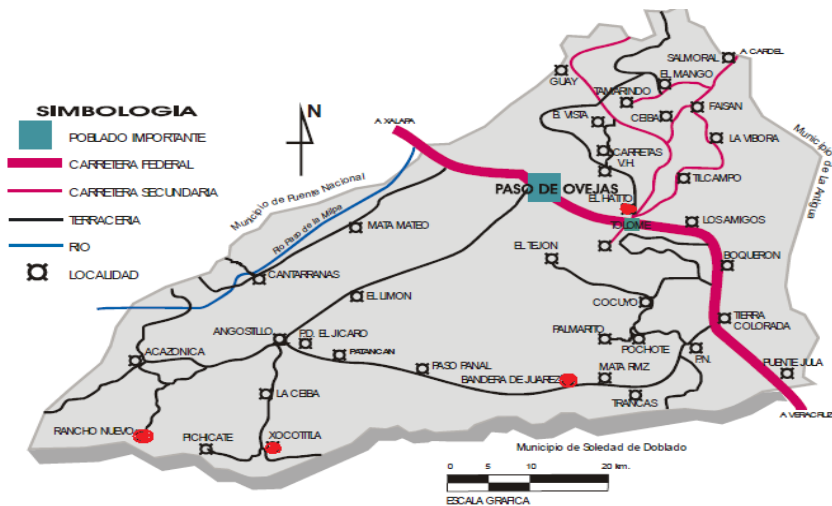 SIMBOLOGIA
POBLADO IMPORTANTE
CARRETERA FEDERAL
CARRETERA SECUNDARIA
TERRACERIA
RIO
LOCALIDAD
N
A. XALAPA
Municipio de Puente Nacional
Rio Paso de la Milpa
SALMORAL
A. CARDEL
EL MANGO
GUAY
TAMARINDO
FAISAN
CEIBA
B. VISTA
LA VIBORA
CARRETAS
V.H.
TILCAMPO
Municipio de la Antigua
PASO DE OVEJAS
EL HATITO
TOLOME
LOS AMIGOS
MATA MATEO
EL TEJON
BOQUERON
CANTARRANAS
EL LIMON
COCUYO
TIERRA
COLORADA
ANGOSTILLO
P.D. EL JICARO
PALMARITO
POCHOTE
P.N.
ACAZONICA
PATANCAN
PASO PANAL
BANDERA DE JUAREZ
MATA RMZ
PUENTE JULA
LA CEIBA
TRANCAS
A. VERACRUZ
RANCHO NUEVO
PICHICATE
XOCOTITLA
Municipio de Soledad de Doblado
0 5 10 20 km.
ESCALA GRAFICA